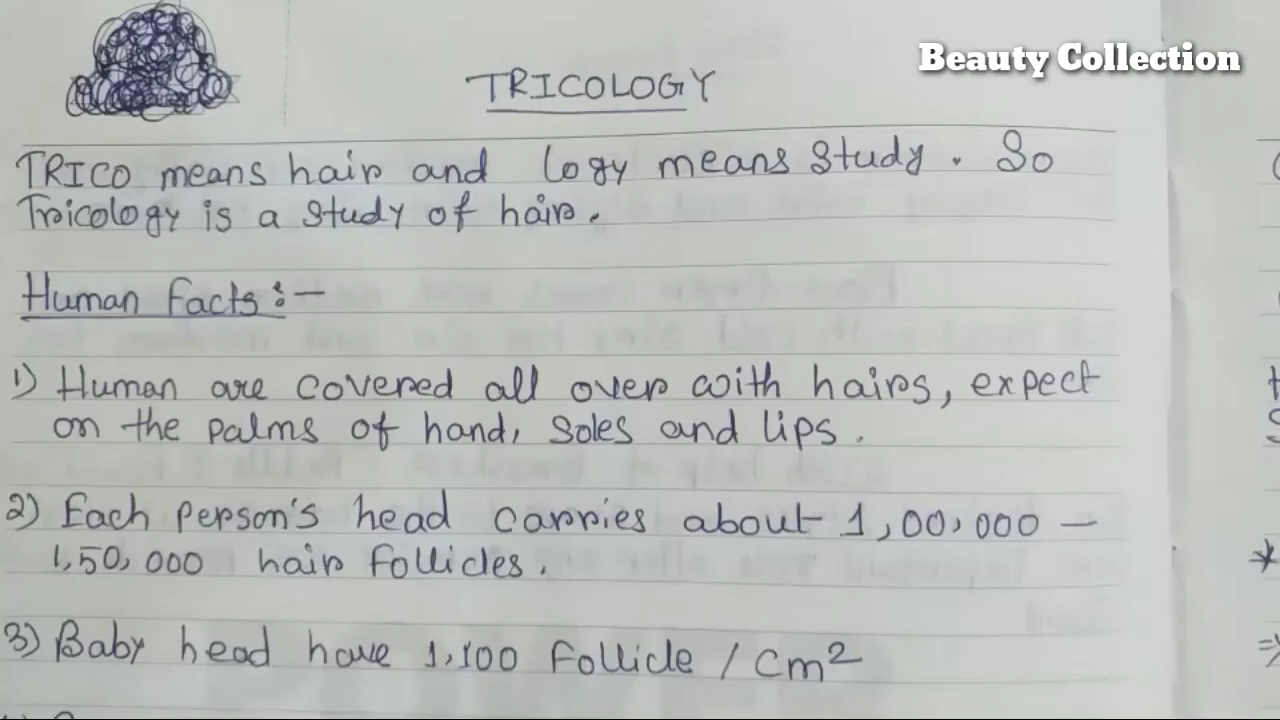 Beauty Collection
TRICOLOGY
TRICO means hair and logy means study. So
Tricology is a study of hair.
Human facts :-
1) Human are covered all over with hairs, expect
on the palms of hand, soles and lips.
2) Each person's head carries about 1,00,000 -
1,50,000 hair follicles.
3) Baby head have 1,100 follicle / cm²